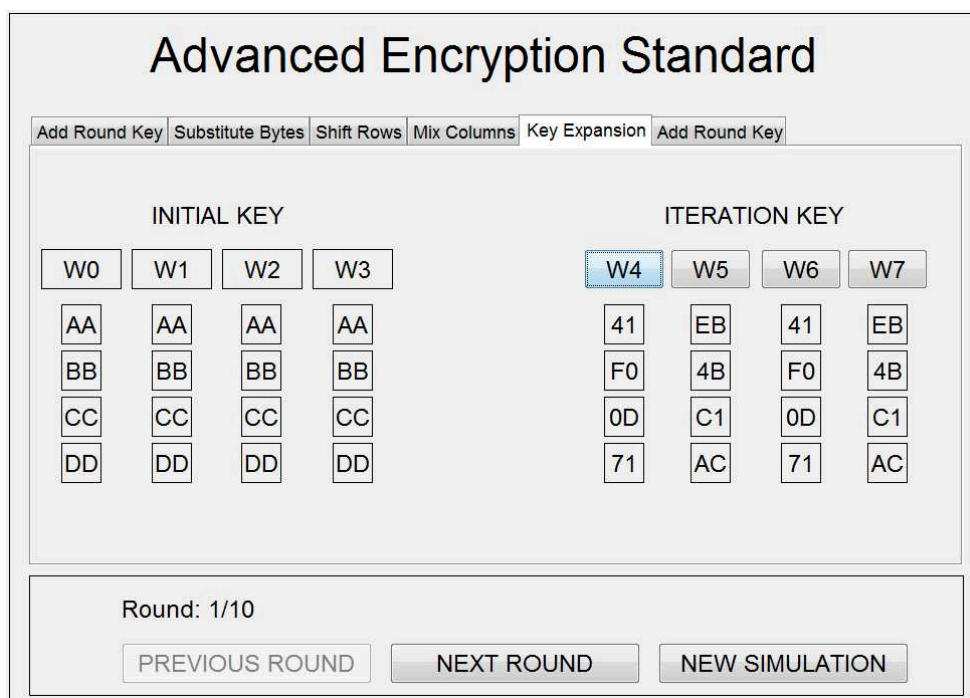 Advanced Encryption Standard
Add Round Key Substitute Bytes Shift Rows Mix Columns Key Expansion Add Round Key
INITIAL KEY ITERATION KEY
W0 W1 W2 W3 W4 W5 W6 W7
AA AA AA AA 41 EB 41 EB
BB BB BB BB F0 4B F0 4B
CC CC CC CC 0D C1 0D C1
DD DD DD DD 71 AC 71 AC
Round: 1/10
PREVIOUS ROUND NEXT ROUND NEW SIMULATION